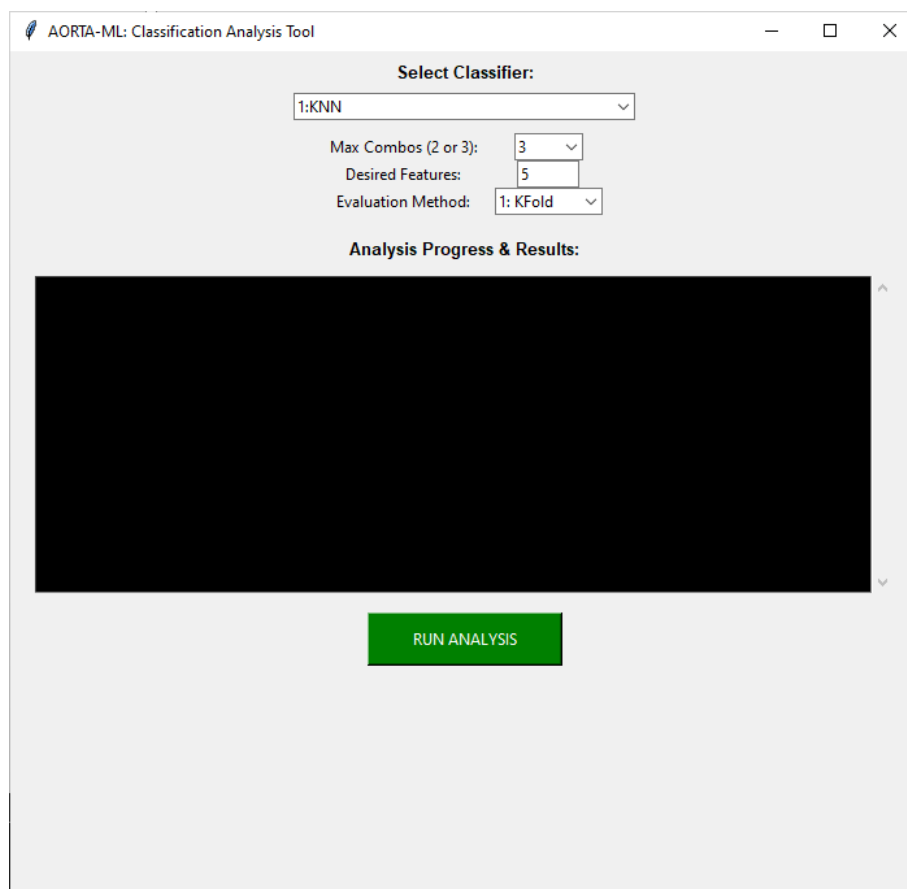 AORTA-ML: Classification Analysis Tool
Select Classifier:
1:KNN
Max Combos (2 or 3): 3
Desired Features: 5
Evaluation Method: 1: KFold
Analysis Progress & Results:
RUN ANALYSIS